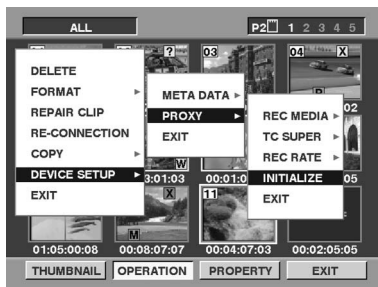 ALL
P2 1 2 3 4 5
? 03 04 X
DELETE
FORMAT
REPAIR CLIP
RE-CONNECTION
COPY
DEVICE SETUP
EXIT
META DATA
PROXY
EXIT
REC MEDIA
TC SUPER
REC RATE
INITIALIZE
EXIT
R
02
W
3:01:03 00:01:0 05
X 11
M
01:05:00:08 00:08:07:07 00:04:07:03 00:02:05:05
THUMBNAIL OPERATION PROPERTY EXIT